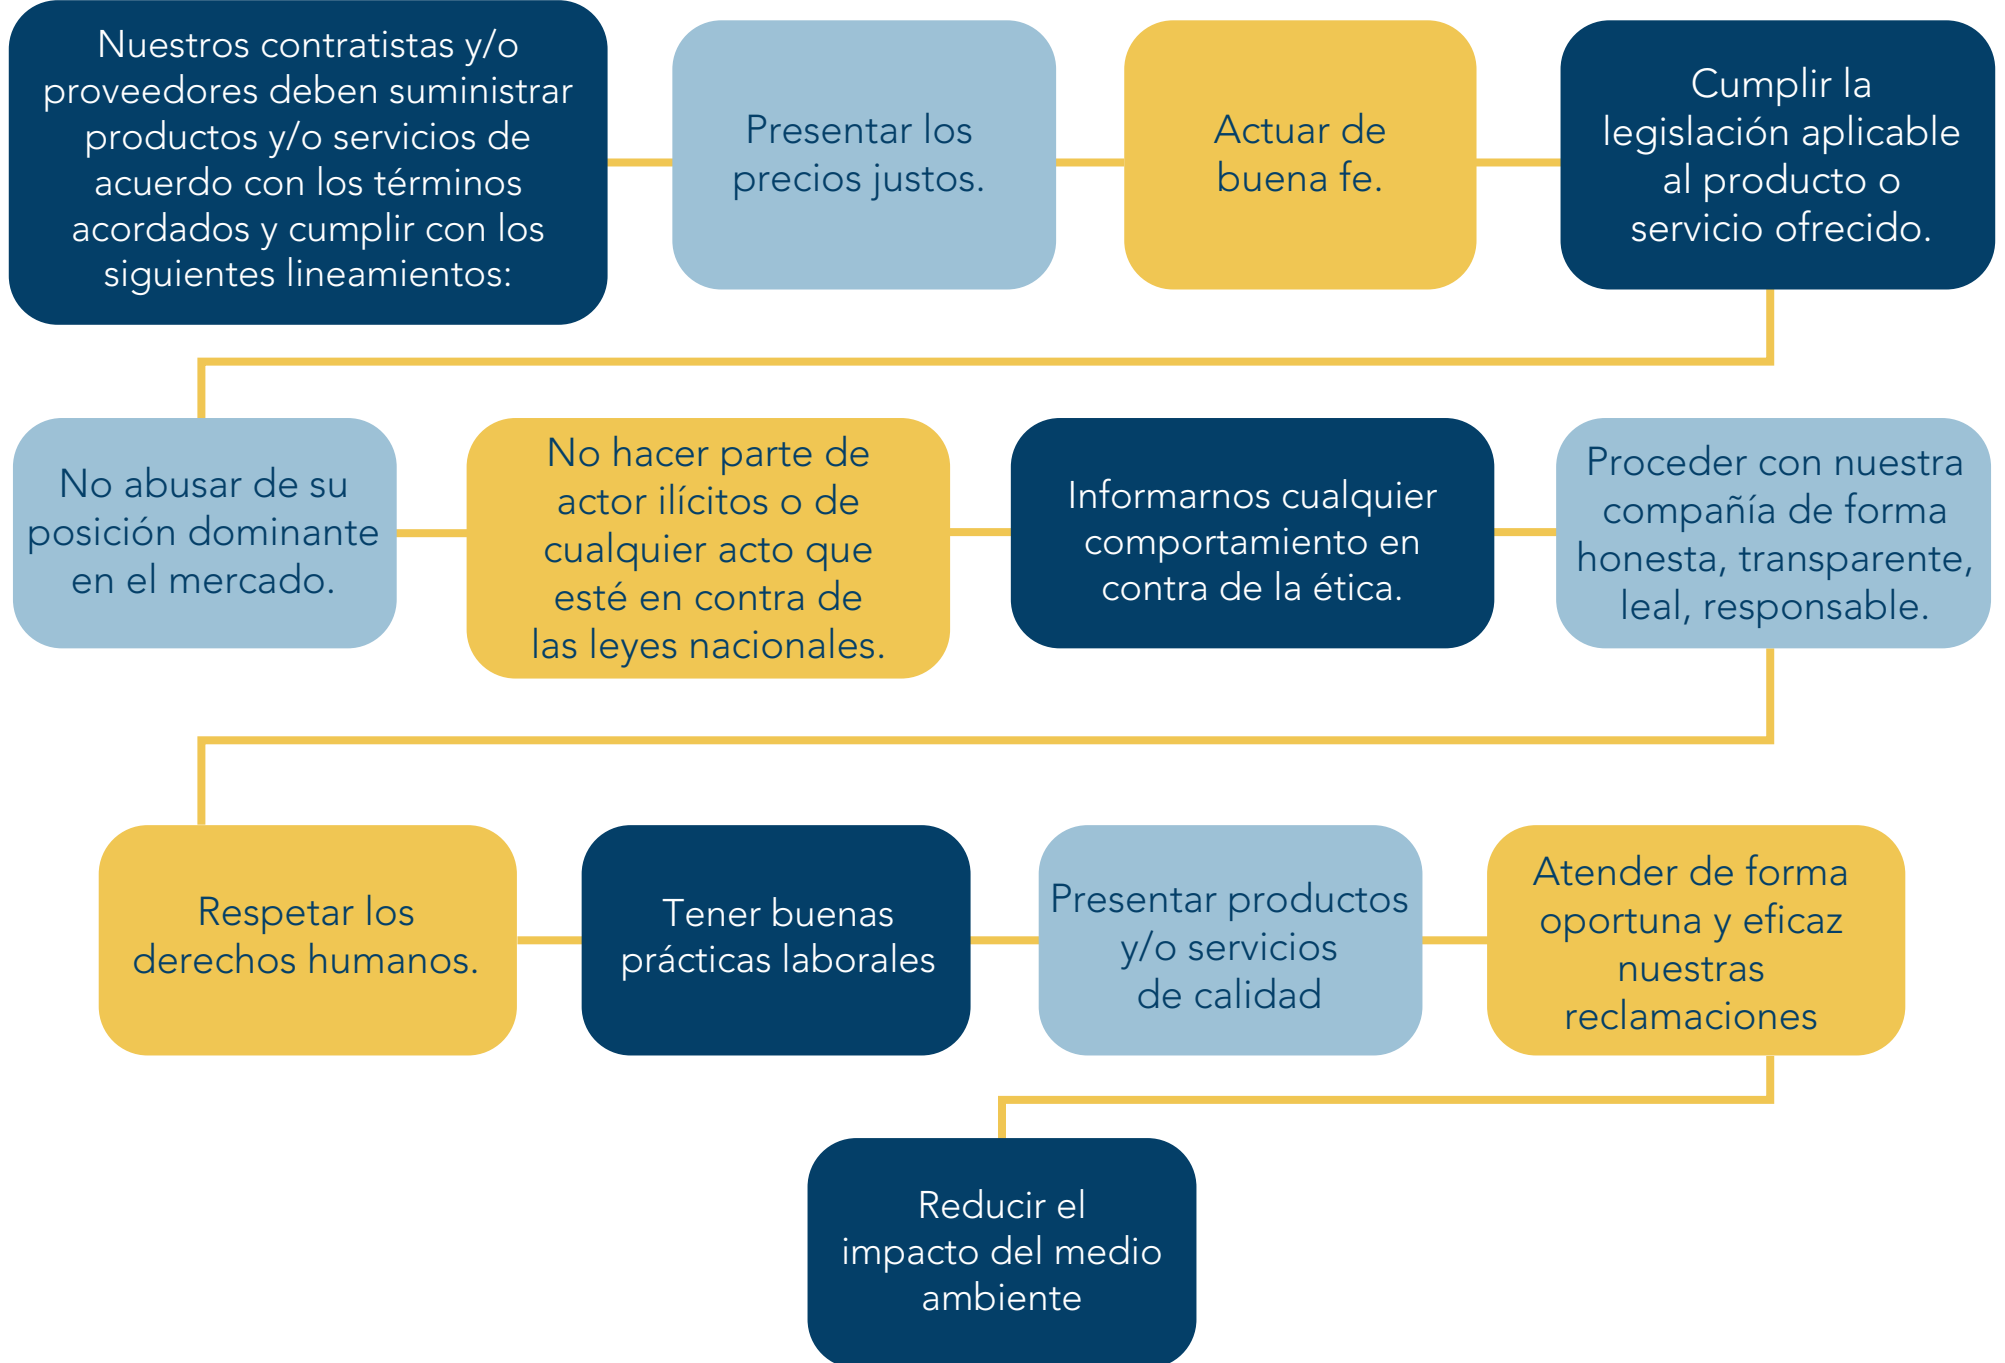 Nuestros contratistas y/o
proveedores deben suministrar
productos y/o servicios de
acuerdo con los términos
acordados y cumplir con los
siguientes lineamientos:
Presentar los
precios justos.
Actuar de
buena fe.
Cumplir la
legislación aplicable
al producto o
servicio ofrecido.
No abusar de su
posición dominante
en el mercado.
No hacer parte de
actor ilícitos o de
cualquier acto que
esté en contra de
las leyes nacionales.
Informarnos cualquier
comportamiento en
contra de la ética.
Proceder con nuestra
compañía de forma
honesta, transparente,
leal, responsable.
Respetar los
derechos humanos.
Tener buenas
prácticas laborales
Presentar productos
y/o servicios
de calidad
Atender de forma
oportuna y eficaz
nuestras
reclamaciones
Reducir el
impacto del medio
ambiente